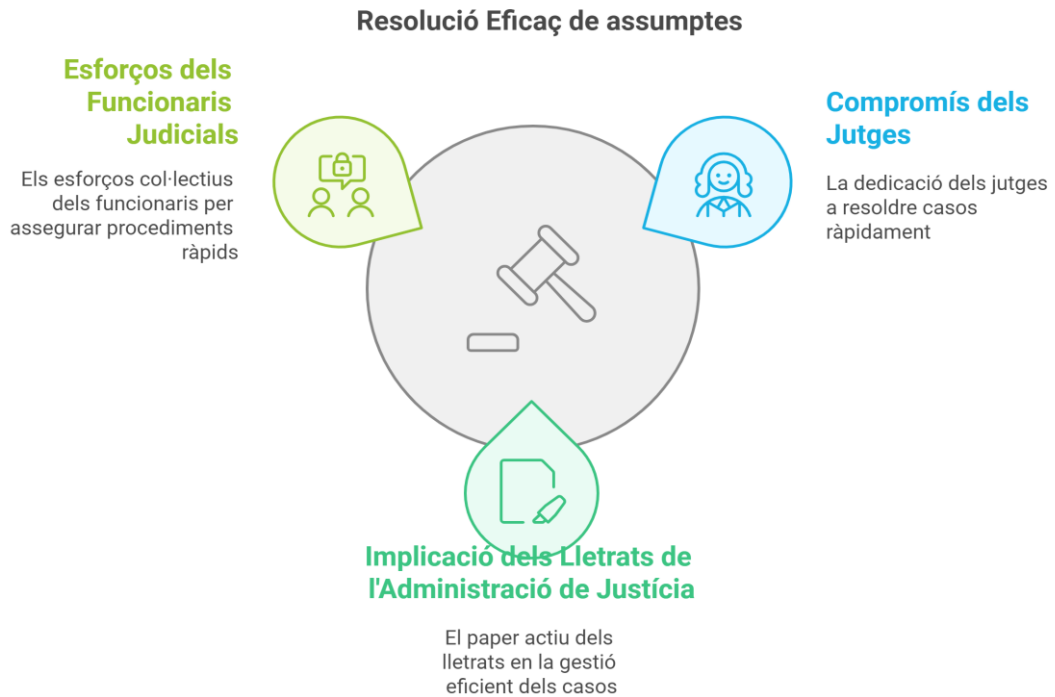 Resolució Eficaç de assumptes
Esforços dels
Funcionaris
Judicials
Els esforços col·lectius
dels funcionaris per
assegurar procediments
ràpids
Compromís dels
Jutges
La dedicació dels jutges
a resoldre casos
ràpidament
Implicació dels Lletrats de
l'Administració de Justícia
El paper actiu dels
lletrats en la gestió
eficient dels casos